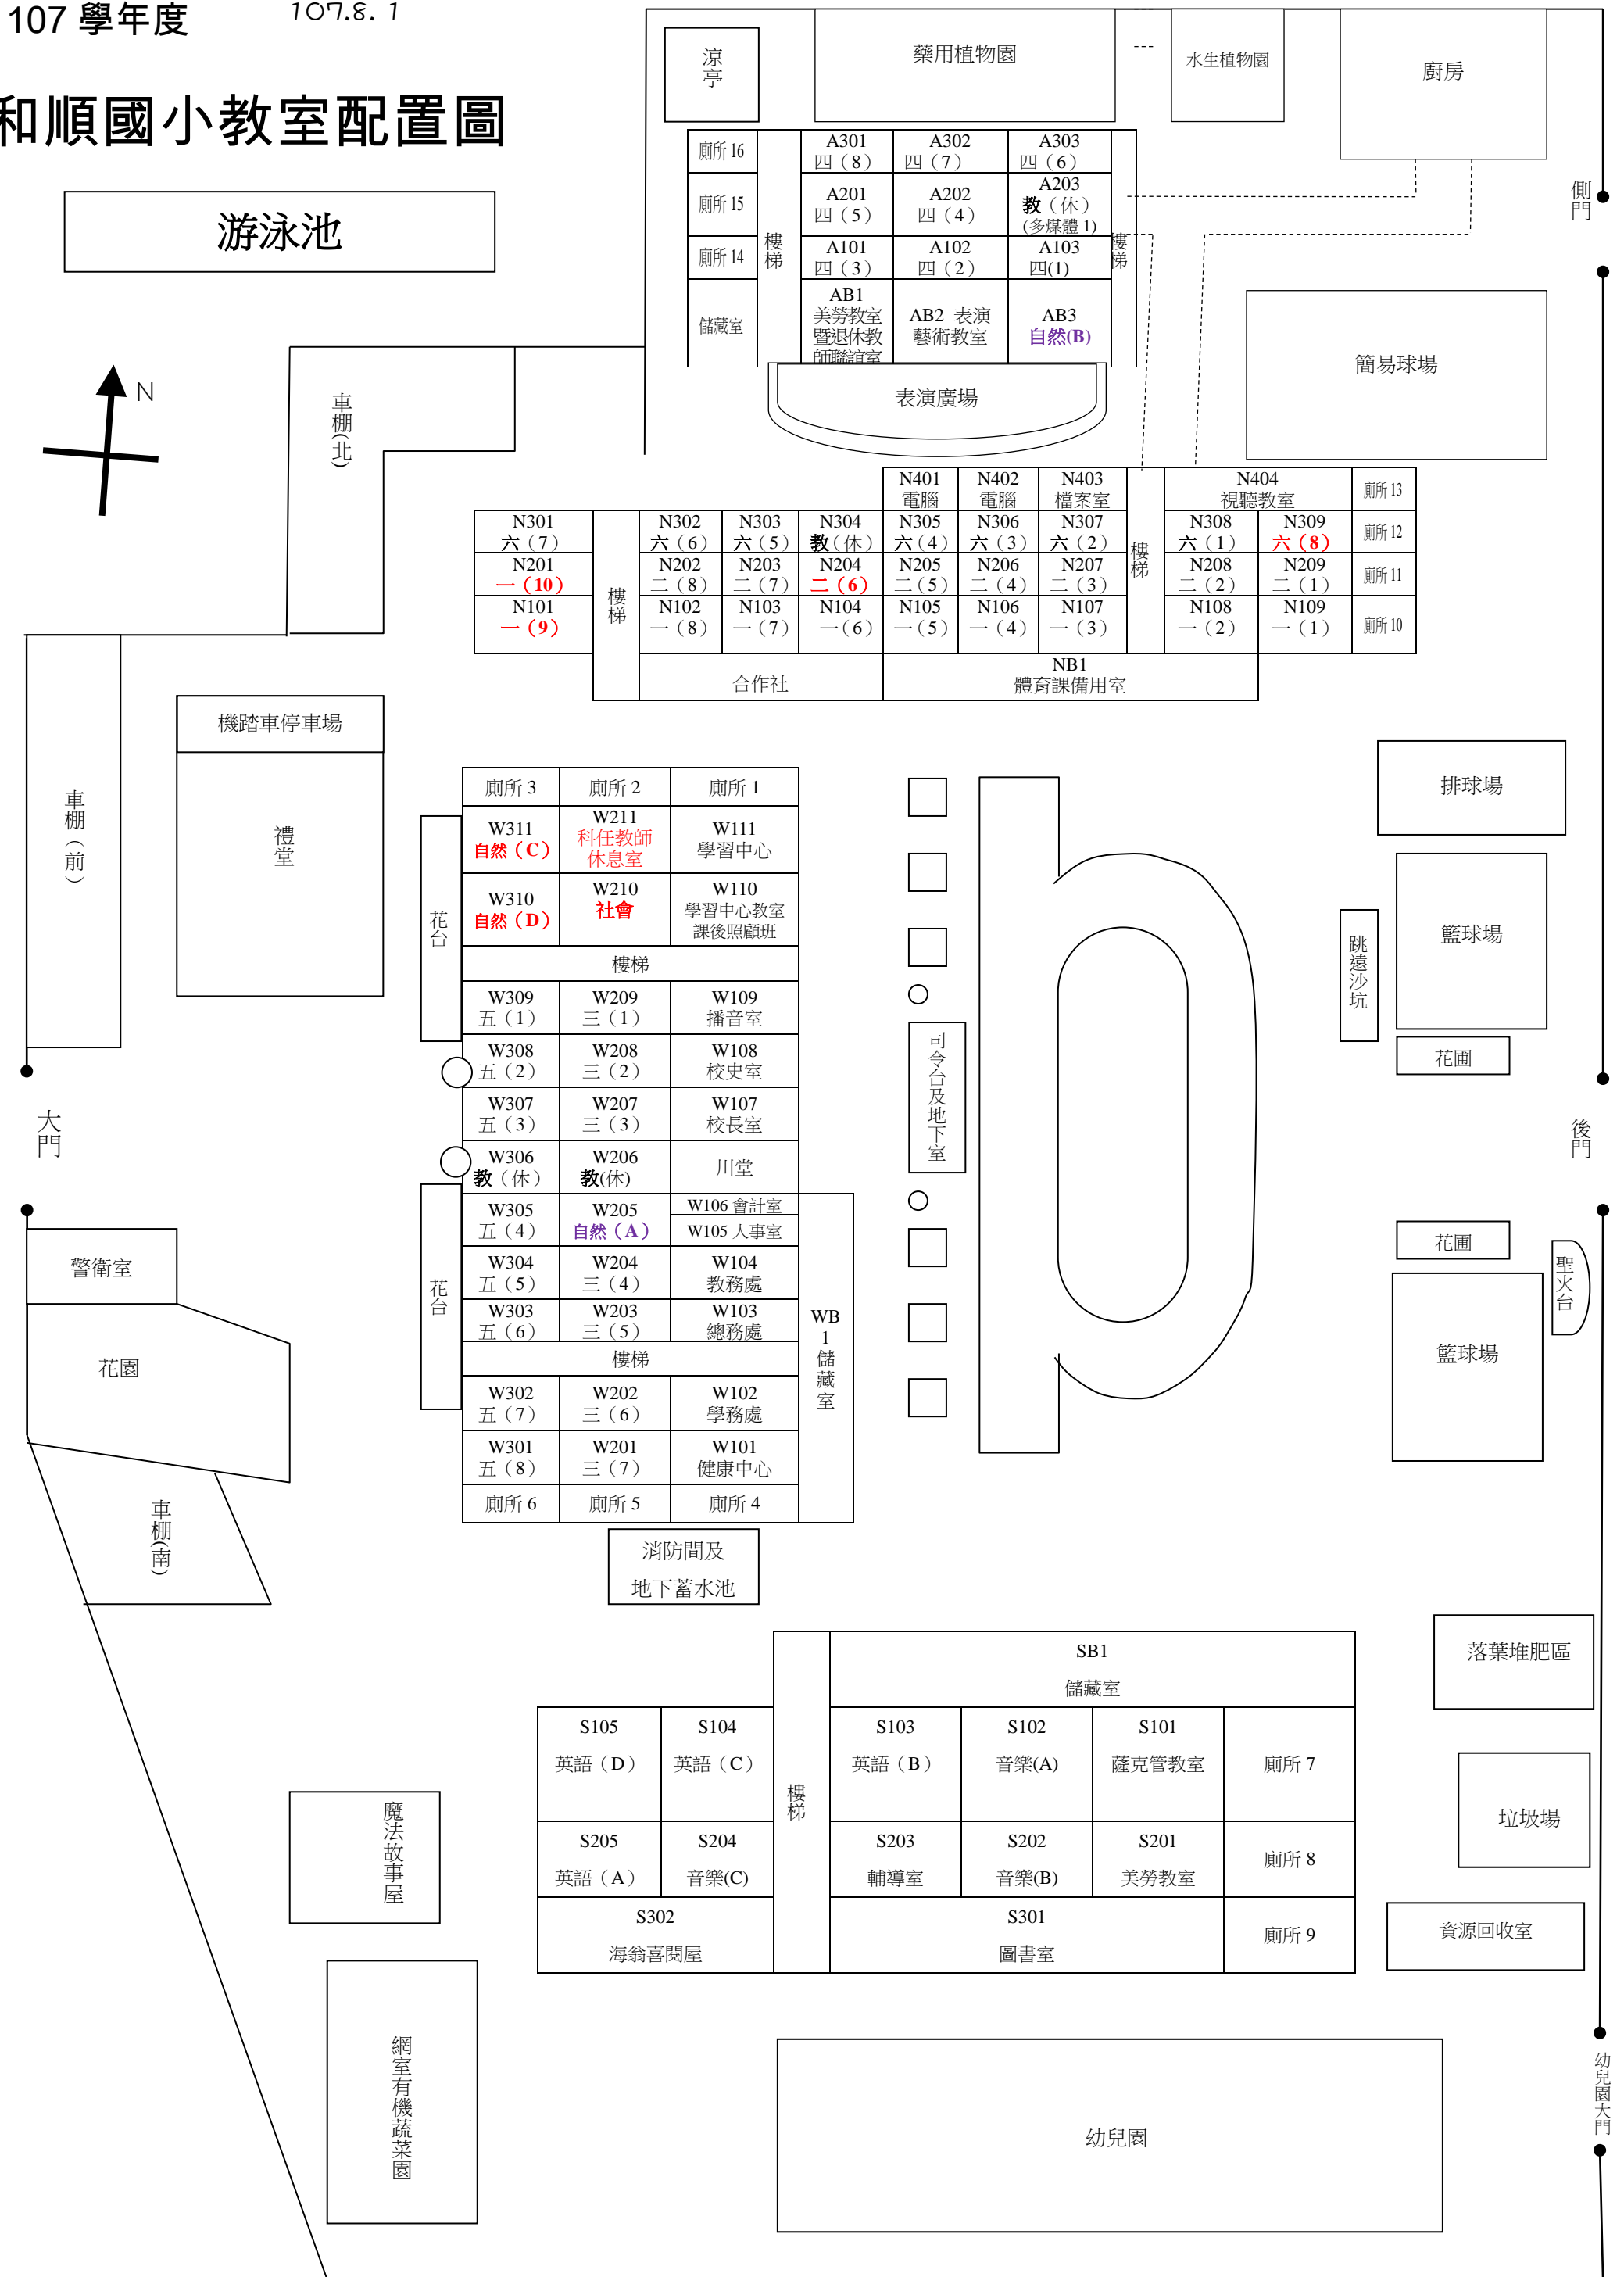 107 學年度
107.8.1
和順國小教室配置圖
游泳池
涼亭
藥用植物園
水生植物園
廚房
側門
廁所 16
A301
四（8）
A302
四（7）
A303
四（6）
廁所 15
A201
四（5）
A202
四（4）
A203
教（休）
(多煤體 1)
樓梯
樓梯
廁所 14
A101
四（3）
A102
四（2）
A103
四(1)
儲藏室
AB1
美勞教室
暨退休教
師聯誼室
AB2 表演
藝術教室
AB3
自然(B)
表演廣場
簡易球場
N
車棚(北)
N401
電腦
N402
電腦
N403
檔案室
N404
視聽教室
廁所 13
N301
六（7）
N302
六（6）
N303
六（5）
N304
教（休）
N305
六（4）
N306
六（3）
N307
六（2）
N308
六（1）
N309
六（8）
廁所 12
樓梯
樓梯
N201
一（10）
N202
二（8）
N203
二（7）
N204
二（6）
N205
二（5）
N206
二（4）
N207
二（3）
N208
二（2）
N209
二（1）
廁所 11
N101
一（9）
N102
一（8）
N103
一（7）
N104
一（6）
N105
一（5）
N106
一（4）
N107
一（3）
N108
一（2）
N109
一（1）
廁所 10
合作社
NB1
體育課備用室
機踏車停車場
禮堂
車棚（前）
大門
廁所 3
廁所 2
廁所 1
W311
自然（C）
W211
科任教師
休息室
W111
學習中心
W310
自然（D）
W210
社會
W110
學習中心教室
課後照顧班
花台
樓梯
W309
五（1）
W209
三（1）
W109
播音室
W308
五（2）
W208
三（2）
W108
校史室
W307
五（3）
W207
三（3）
W107
校長室
W306
教（休）
W206
教(休)
川堂
W305
五（4）
W205
自然（A）
W106 會計室
W105 人事室
W304
五（5）
W204
三（4）
W104
教務處
花台
W303
五（6）
W203
三（5）
W103
總務處
樓梯
W302
五（7）
W202
三（6）
W102
學務處
W301
五（8）
W201
三（7）
W101
健康中心
廁所 6
廁所 5
廁所 4
WB
1
儲
藏
室
消防間及
地下蓄水池
司令台及地下室
排球場
籃球場
跳遠沙坑
花圃
後門
花圃
聖火台
籃球場
警衛室
花園
車棚(南)
落葉堆肥區
垃圾場
資源回收室
SB1
儲藏室
S105
英語（D）
S104
英語（C）
樓梯
S103
英語（B）
S102
音樂(A)
S101
薩克管教室
廁所 7
S205
英語（A）
S204
音樂(C)
S203
輔導室
S202
音樂(B)
S201
美勞教室
廁所 8
S302
海翁喜閱屋
S301
圖書室
廁所 9
魔法故事屋
網室有機蔬菜園
幼兒園
幼兒園大門